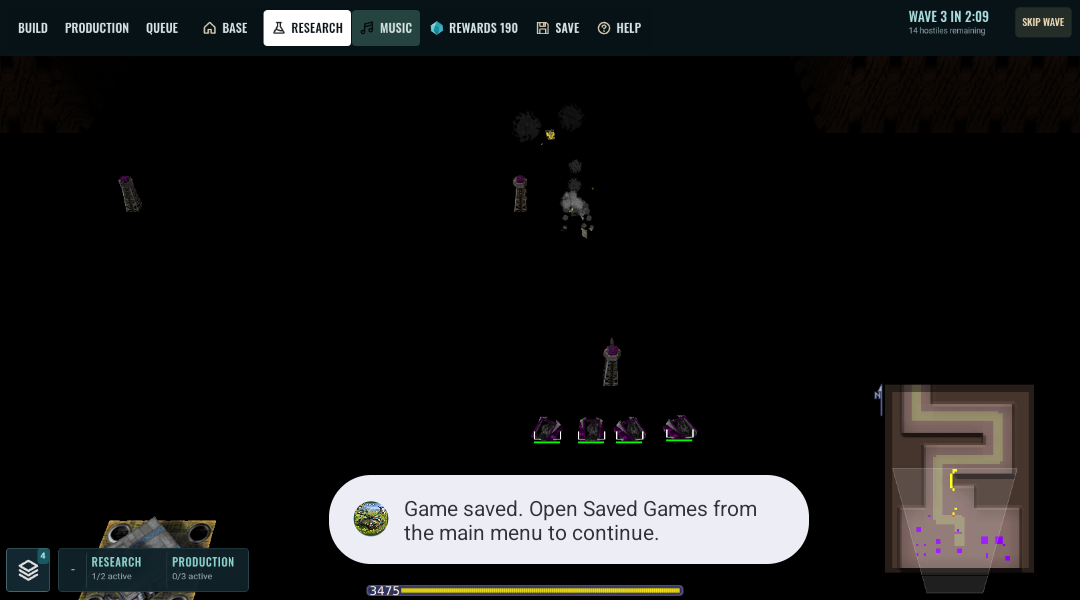 BUILD PRODUCTION QUEUE BASE RESEARCH MUSIC REWARDS 190 SAVE HELP
WAVE 3 IN 2:09
14 hostiles remaining
SKIP WAVE
N
Game saved. Open Saved Games from
the main menu to continue.
4
- RESEARCH PRODUCTION
1/2 active 0/3 active
3475